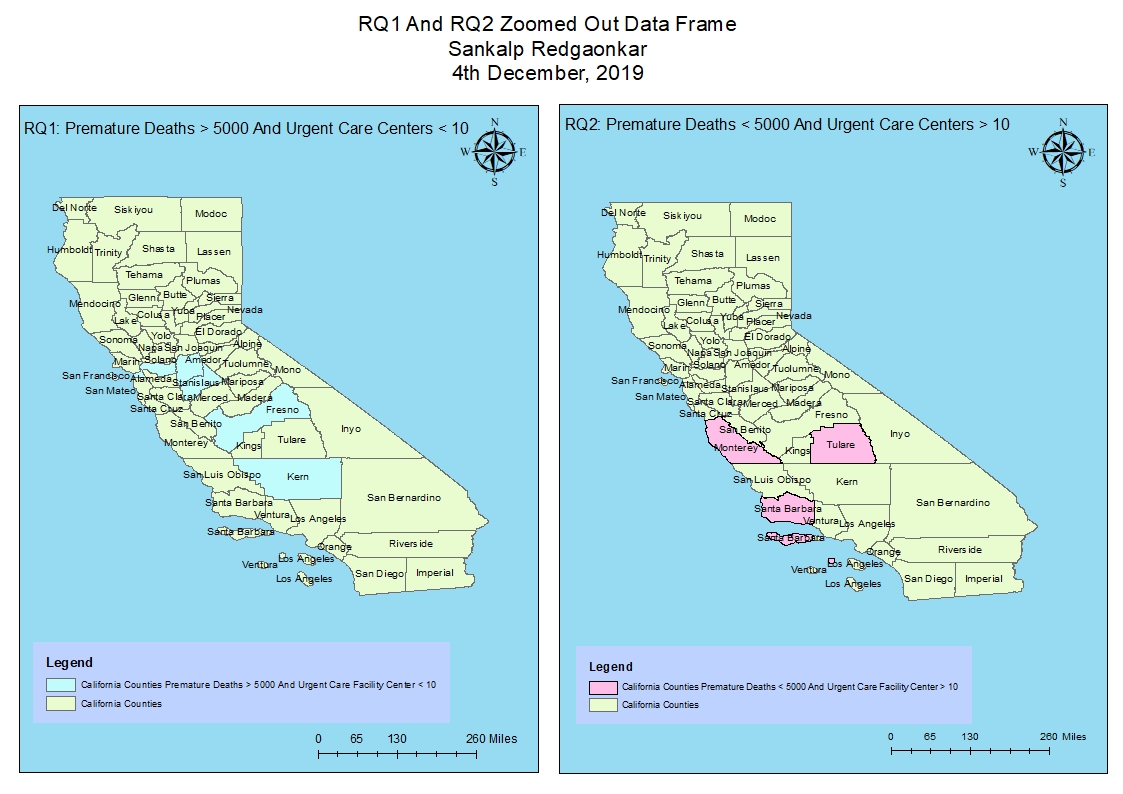 RQ1 And RQ2 Zoomed Out Data Frame
Sankalp Redgaonkar
4th December, 2019
RQ1: Premature Deaths > 5000 And Urgent Care Centers < 10
N
W E
S
Del Norte Siskiyou Modoc
Humboldt Trinity Shasta Lassen
Tehama Plumas
Mendocino Glenn Butte Sierra
Lake Colusa Yuba Placer Nevada
Sonoma Yolo El Dorado
Napa San Joaquin Alpine
Marin Solano Amador Tuolumne Mono
San Francisco Alameda Stanislaus Mariposa
San Mateo Santa Clara Merced Madera
Santa Cruz Fresno
San Benito Inyo
Monterey Kings Tulare
San Luis Obispo Kern
San Bernardino
Santa Barbara
Ventura Los Angeles
Santa Barbara
Orange Riverside
Ventura Los Angeles
Los Angeles San Diego Imperial
Legend
California Counties Premature Deaths > 5000 And Urgent Care Facility Center < 10
California Counties
0 65 130 260 Miles
RQ2: Premature Deaths < 5000 And Urgent Care Centers > 10
N
W E
S
Del Norte Siskiyou Modoc
Humboldt Trinity Shasta Lassen
Tehama Plumas
Mendocino Glenn Butte Sierra
Lake Colusa Yuba Placer Nevada
Sonoma Yolo El Dorado
Napa San Joaquin Alpine
Marin Solano Amador Tuolumne Mono
San Francisco Alameda Stanislaus Mariposa
San Mateo Santa Clara Merced Madera
Santa Cruz Fresno
San Benito Inyo
Monterey Kings Tulare
San Luis Obispo Kern
San Bernardino
Santa Barbara
Ventura Los Angeles
Santa Barbara
Orange Riverside
Ventura Los Angeles
Los Angeles San Diego Imperial
Legend
California Counties Premature Deaths < 5000 And Urgent Care Facility Center > 10
California Counties
0 65 130 260 Miles